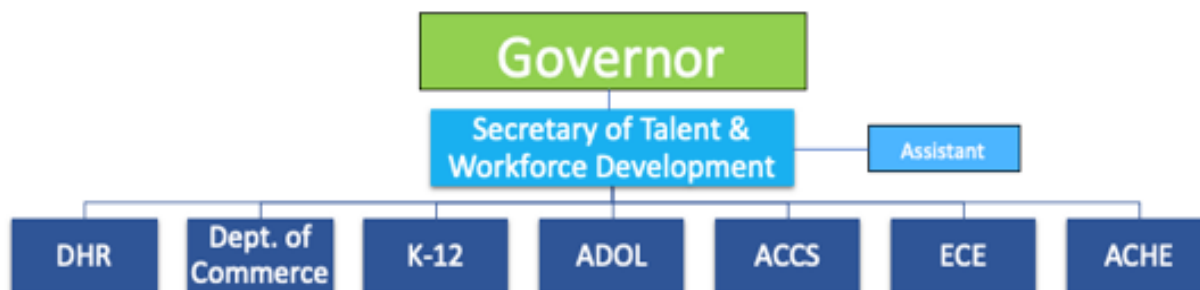 Governor
Secretary of Talent &
Workforce Development
Assistant
DHR
Dept. of
Commerce
K-12
ADOL
ACCS
ECE
ACHE